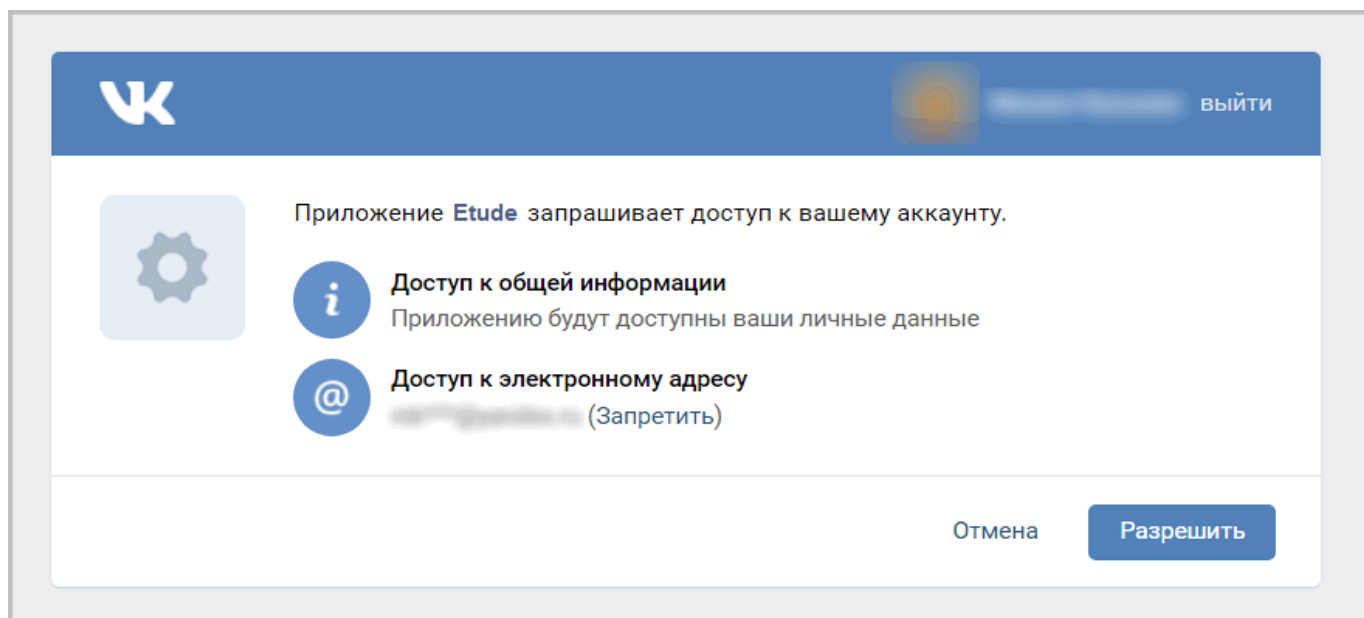 VK выйти
Приложение Etude запрашивает доступ к вашему аккаунту.
i Доступ к общей информации
Приложению будут доступны ваши личные данные
@ Доступ к электронному адресу
(Запретить)
Отмена Разрешить